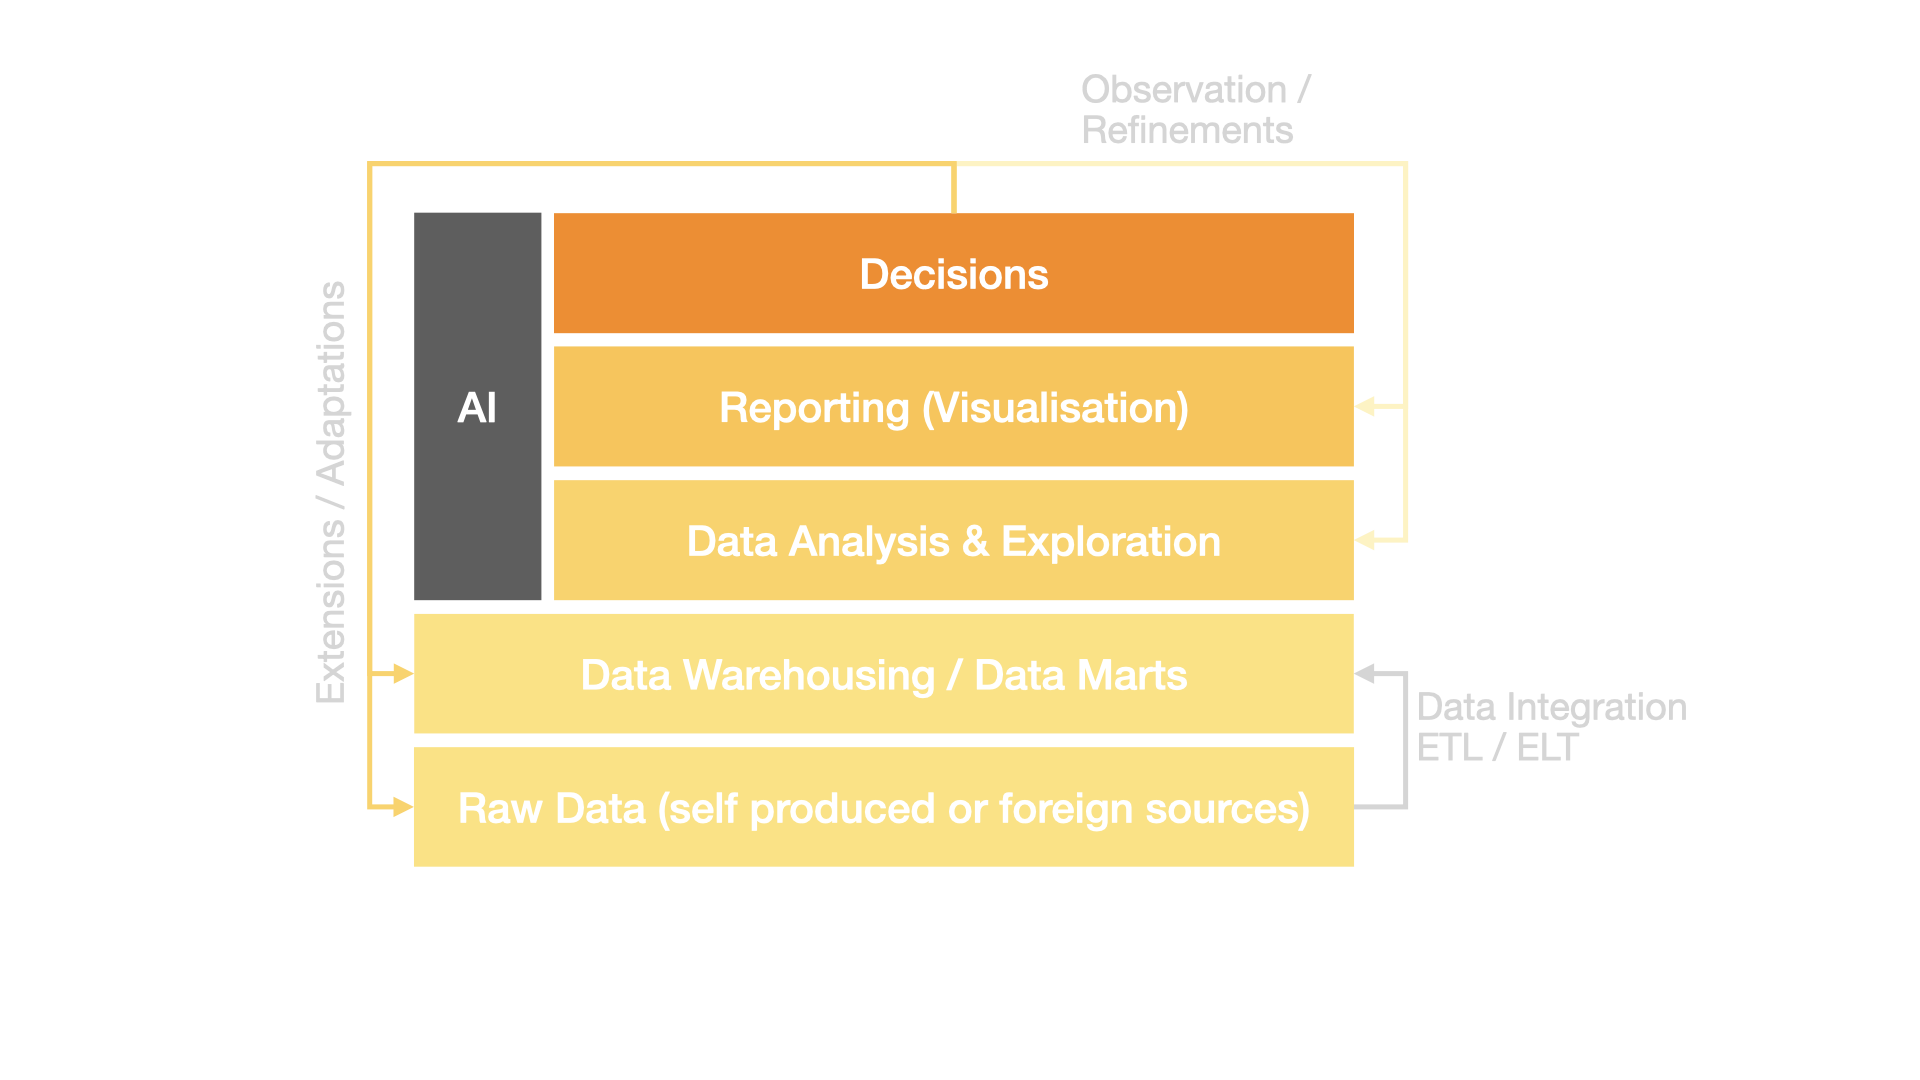 Observation /
Refinements
Decisions
AI
Reporting (Visualisation)
Extensions / Adaptations
Data Analysis & Exploration
Data Warehousing / Data Marts
Data Integration
ETL / ELT
Raw Data (self produced or foreign sources)